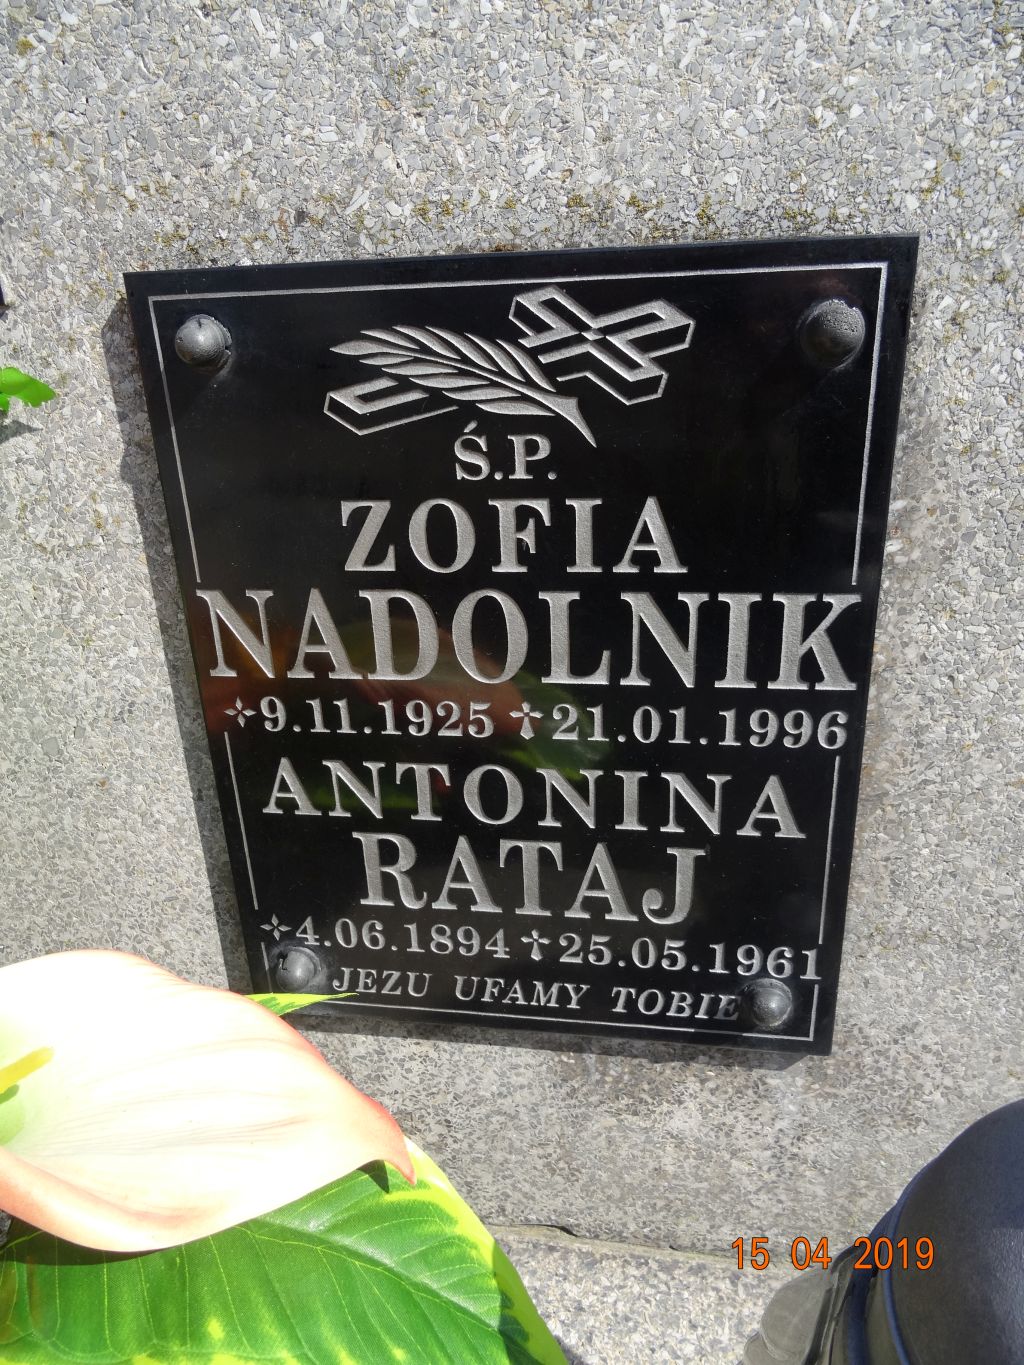 Ś.P.
ZOFIA
NADOLNIK
9.11.1925 21.01.1996
ANTONINA
RATAJ
4.06.1894 25.05.1961
JEZU UFAMY TOBIE
15 04 2019